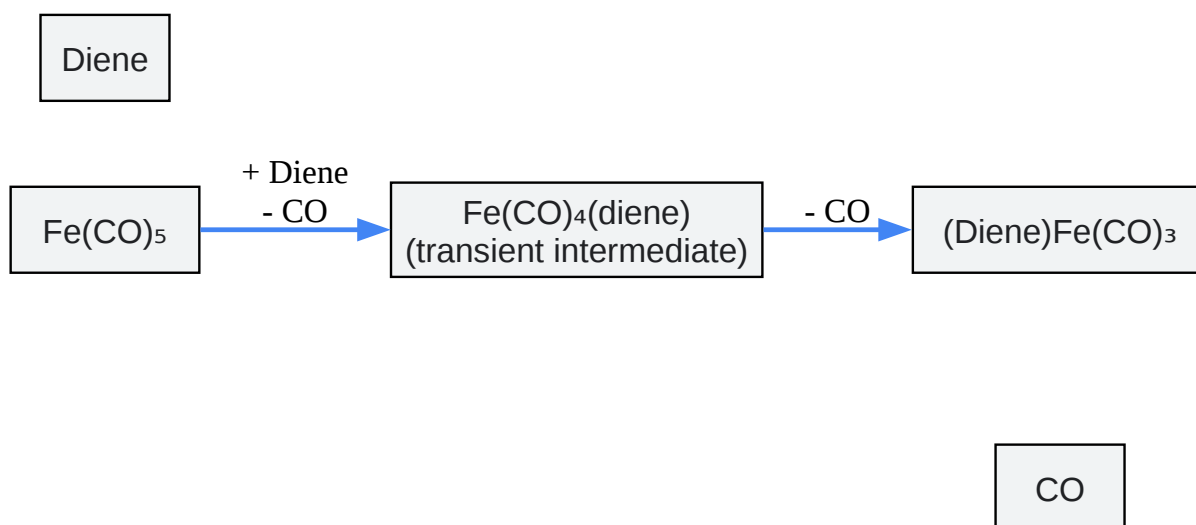 Diene
+ Diene
- CO
Fe(CO)₅
Fe(CO)₄(diene)
(transient intermediate)
- CO
(Diene)Fe(CO)₃
CO